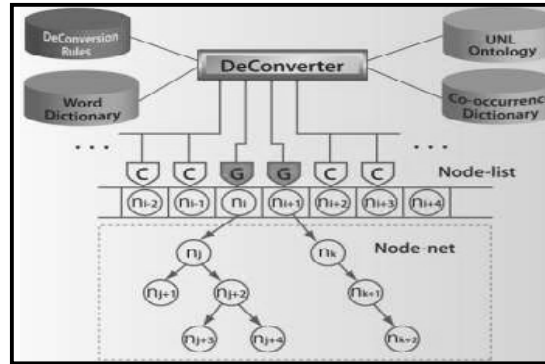 DeConversion
Rules
UNL
Ontology
DeConverter
Word
Dictionary
Co-occurrence
Dictionary
. . .
. . .
C C G G C C
Node-list
ni-2 ni-1 ni ni+1 ni+2 ni+3 ni+4
Node-net
nj nk
nj+1 nj+2 nk+1
nj+3 nj+4 nk+2